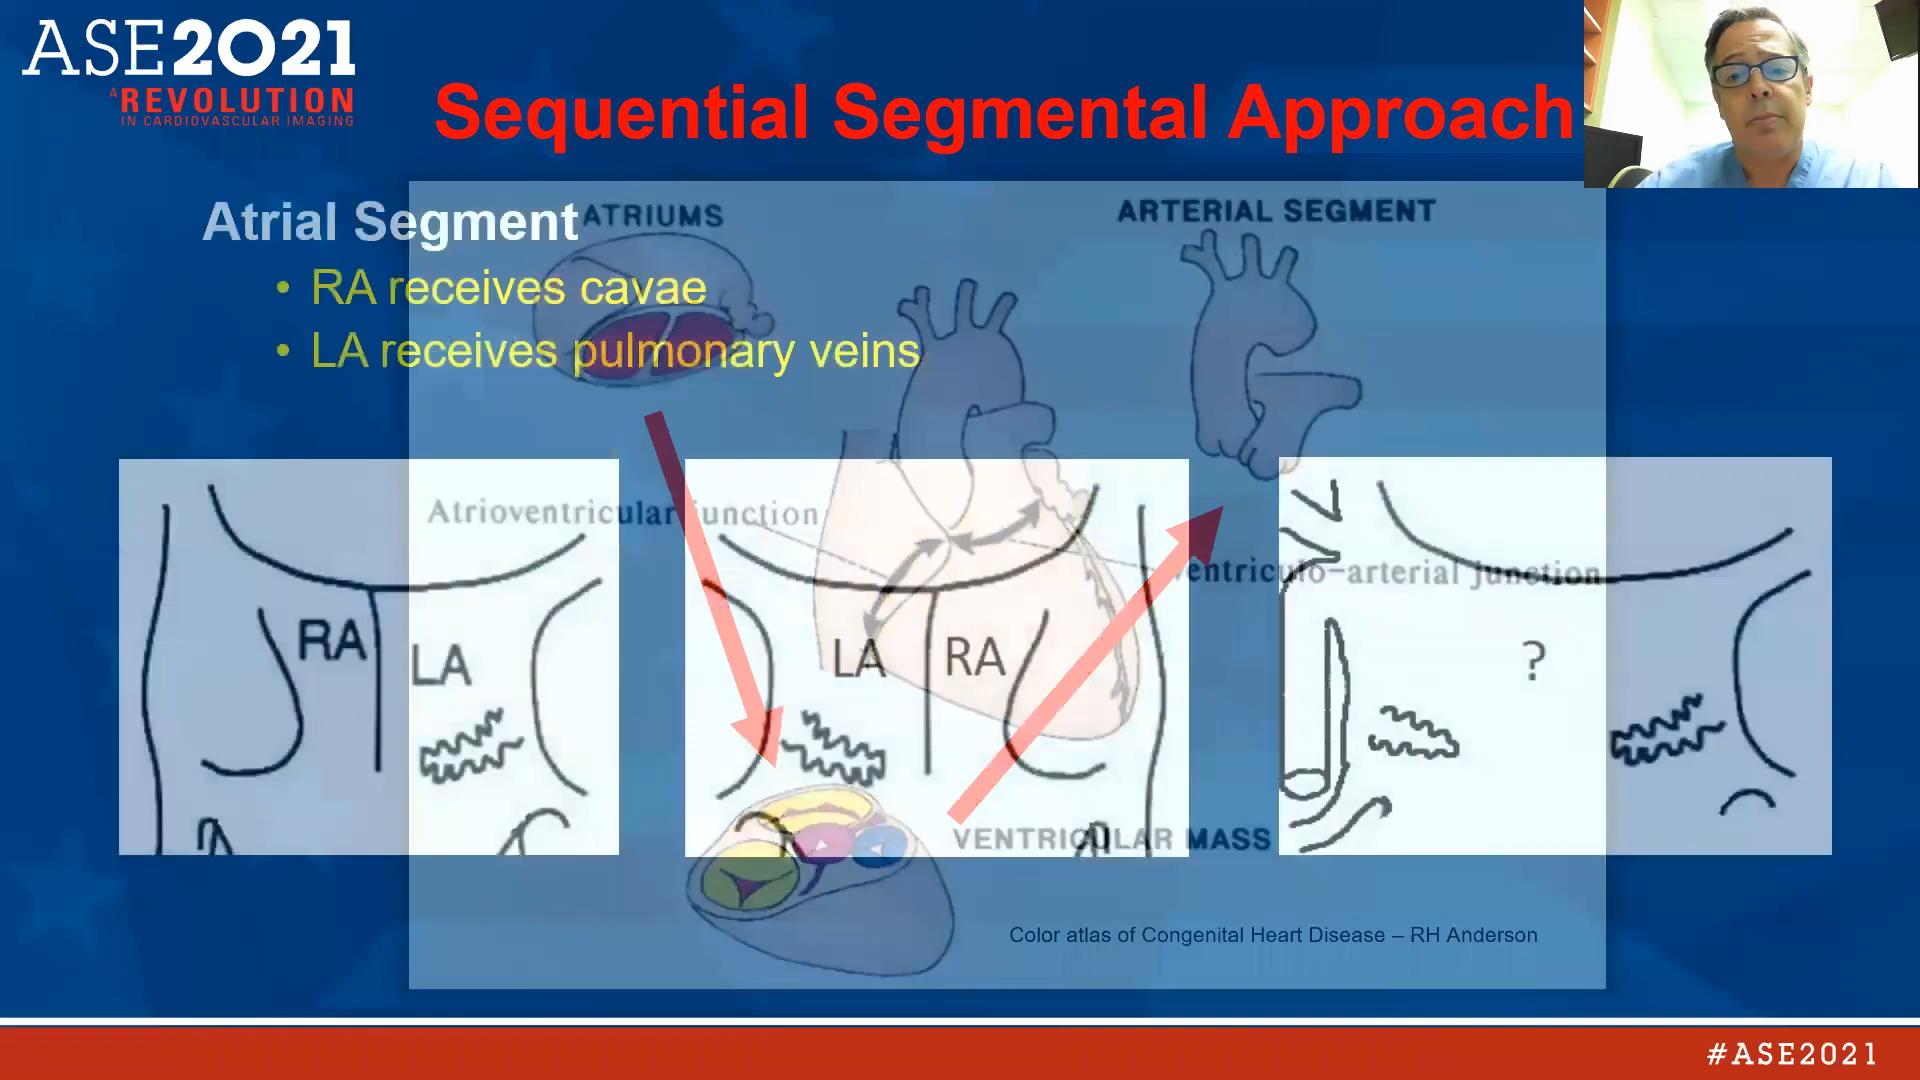 ASE2021
A REVOLUTION
IN CARDIOVASCULAR IMAGING
Sequential Segmental Approach
Atrial Segment
• RA receives cavae
• LA receives pulmonary veins
ATRIUMS
ARTERIAL SEGMENT
Atrioventricular junction
Ventriculo-arterial junction
RA
LA
LA
RA
?
VENTRICULAR MASS
Color atlas of Congenital Heart Disease – RH Anderson
#ASE2021